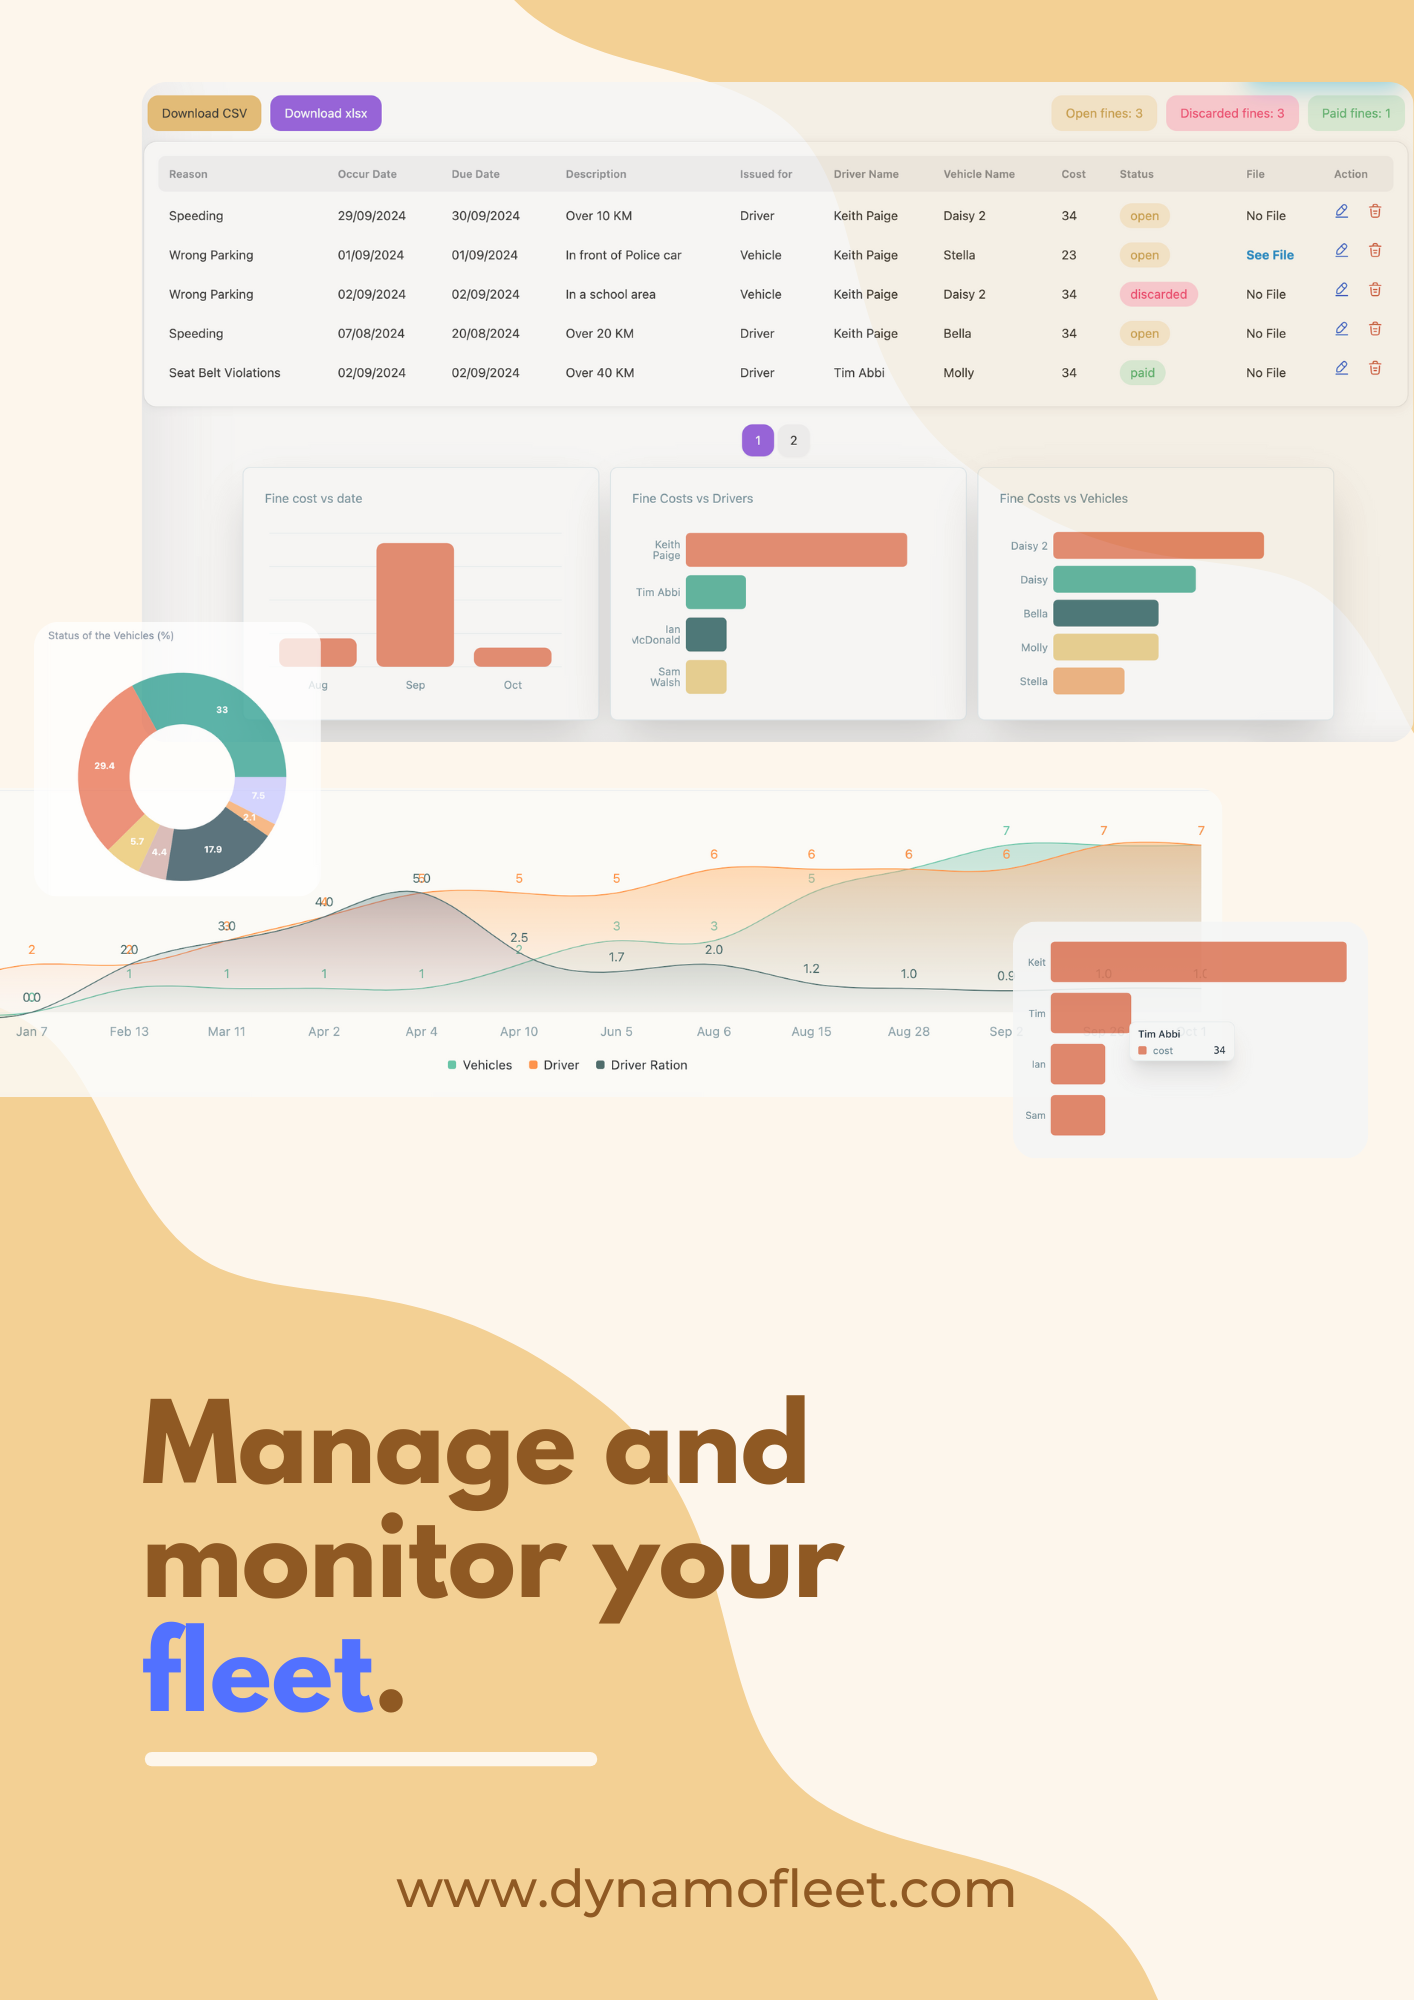 Download CSV Download xlsx Open fines: 3 Discarded fines: 3 Paid fines: 1
Reason Occur Date Due Date Description Issued for Driver Name Vehicle Name Cost Status File Action
Speeding 29/09/2024 30/09/2024 Over 10 KM Driver Keith Paige Daisy 2 34 open No File
Wrong Parking 01/09/2024 01/09/2024 In front of Police car Vehicle Keith Paige Stella 23 open See File
Wrong Parking 02/09/2024 02/09/2024 In a school area Vehicle Keith Paige Daisy 2 34 discarded No File
Speeding 07/08/2024 20/08/2024 Over 20 KM Driver Keith Paige Bella 34 open No File
Seat Belt Violations 02/09/2024 02/09/2024 Over 40 KM Driver Tim Abbi Molly 34 paid No File
1 2
Fine cost vs date
Aug Sep Oct
Fine Costs vs Drivers
Keith
Paige
Tim Abbi
Ian
McDonald
Sam
Walsh
Fine Costs vs Vehicles
Daisy 2
Daisy
Bella
Molly
Stella
Status of the Vehicles (%)
33
29.4
7.5
2.1
5.7
4.4
17.9
7 7 7
6 6 6 6
5.0 5 5 5
4.0
3.0 3 3
2.5
2 2.0 2 2 1.7 2.0
1 1 1 1 1.2 1.0 0.9 1.0 1.0
0.0
Jan 7 Feb 13 Mar 11 Apr 2 Apr 4 Apr 10 Jun 5 Aug 6 Aug 15 Aug 28 Sep 2 Sep 26 Oct 1
Vehicles Driver Driver Ration
Keit
Tim
Ian
Sam
Tim Abbi
cost 34
Manage and
monitor your
fleet.
www.dynamofleet.com